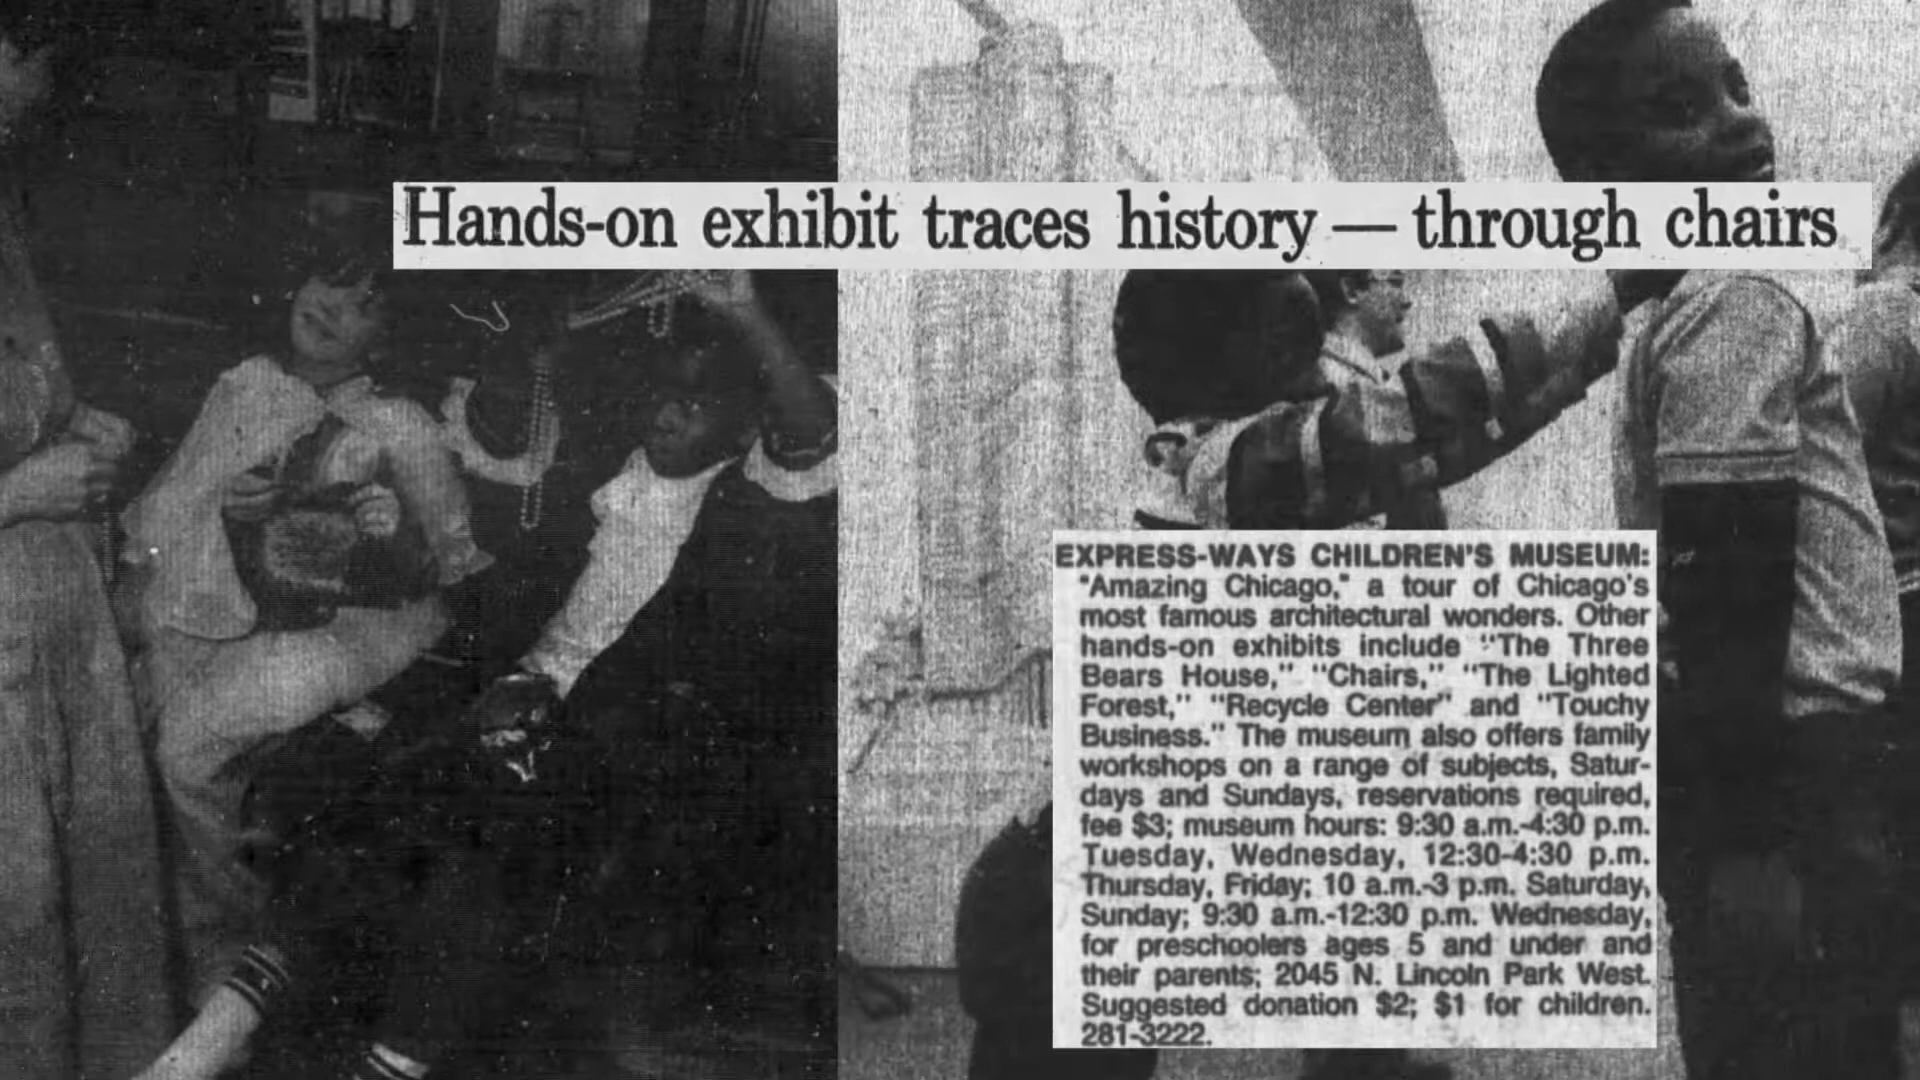 Hands-on exhibit traces history — through chairs
EXPRESS-WAYS CHILDREN'S MUSEUM:
"Amazing Chicago," a tour of Chicago's
most famous architectural wonders. Other
hands-on exhibits include "The Three
Bears House," "Chairs," "The Lighted
Forest," "Recycle Center" and "Touchy
Business." The museum also offers family
workshops on a range of subjects, Satur-
days and Sundays, reservations required,
fee $3; museum hours: 9:30 a.m.-4:30 p.m.
Tuesday, Wednesday, 12:30-4:30 p.m.
Thursday, Friday; 10 a.m.-3 p.m. Saturday,
Sunday; 9:30 a.m.-12:30 p.m. Wednesday,
for preschoolers ages 5 and under and
their parents; 2045 N. Lincoln Park West.
Suggested donation $2; $1 for children.
281-3222.